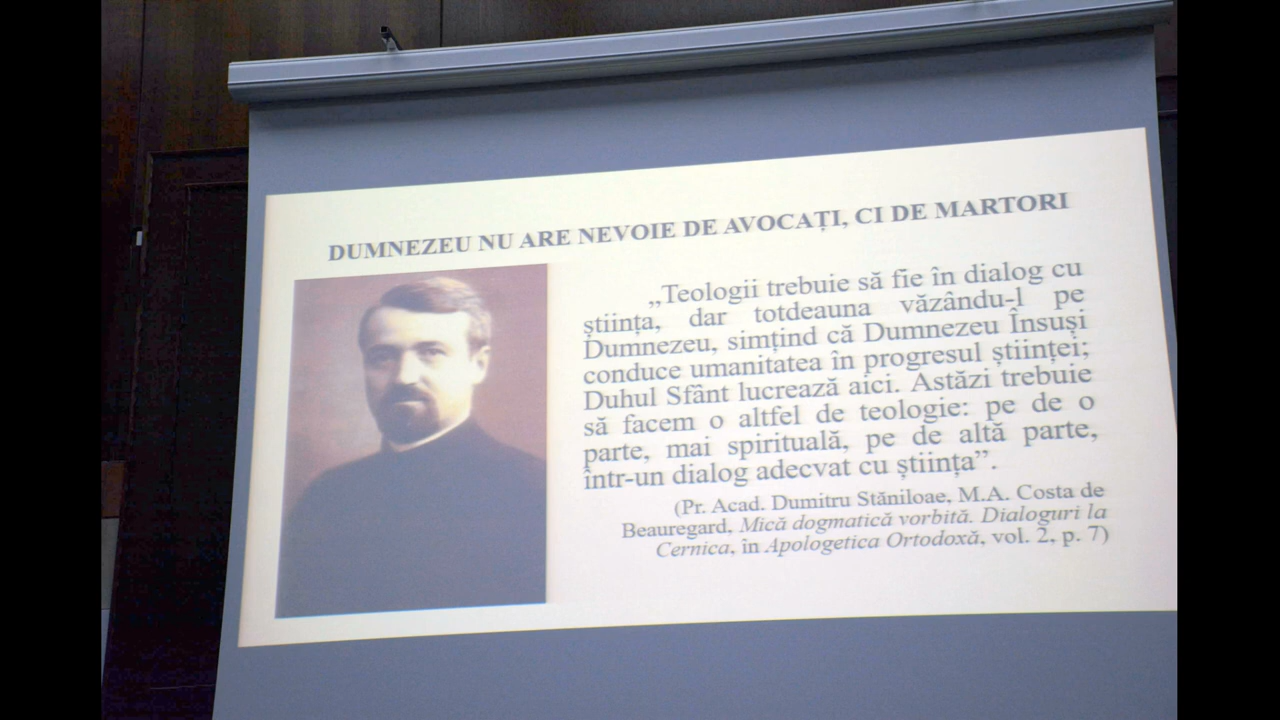 DUMNEZEU NU ARE NEVOIE DE AVOCAȚI, CI DE MARTORI
„Teologii trebuie să fie în dialog cu
știința, dar totdeauna văzându-l pe
Dumnezeu, simțind că Dumnezeu Însuși
conduce umanitatea în progresul științei;
Duhul Sfânt lucrează aici. Astăzi trebuie
să facem o altfel de teologie: pe de o
parte, mai spirituală, pe de altă parte,
într-un dialog adecvat cu știința”.
(Pr. Acad. Dumitru Stăniloae, M.A. Costa de
Beauregard, Mică dogmatică vorbită. Dialoguri la
Cernica, în Apologetica Ortodoxă, vol. 2, p. 7)